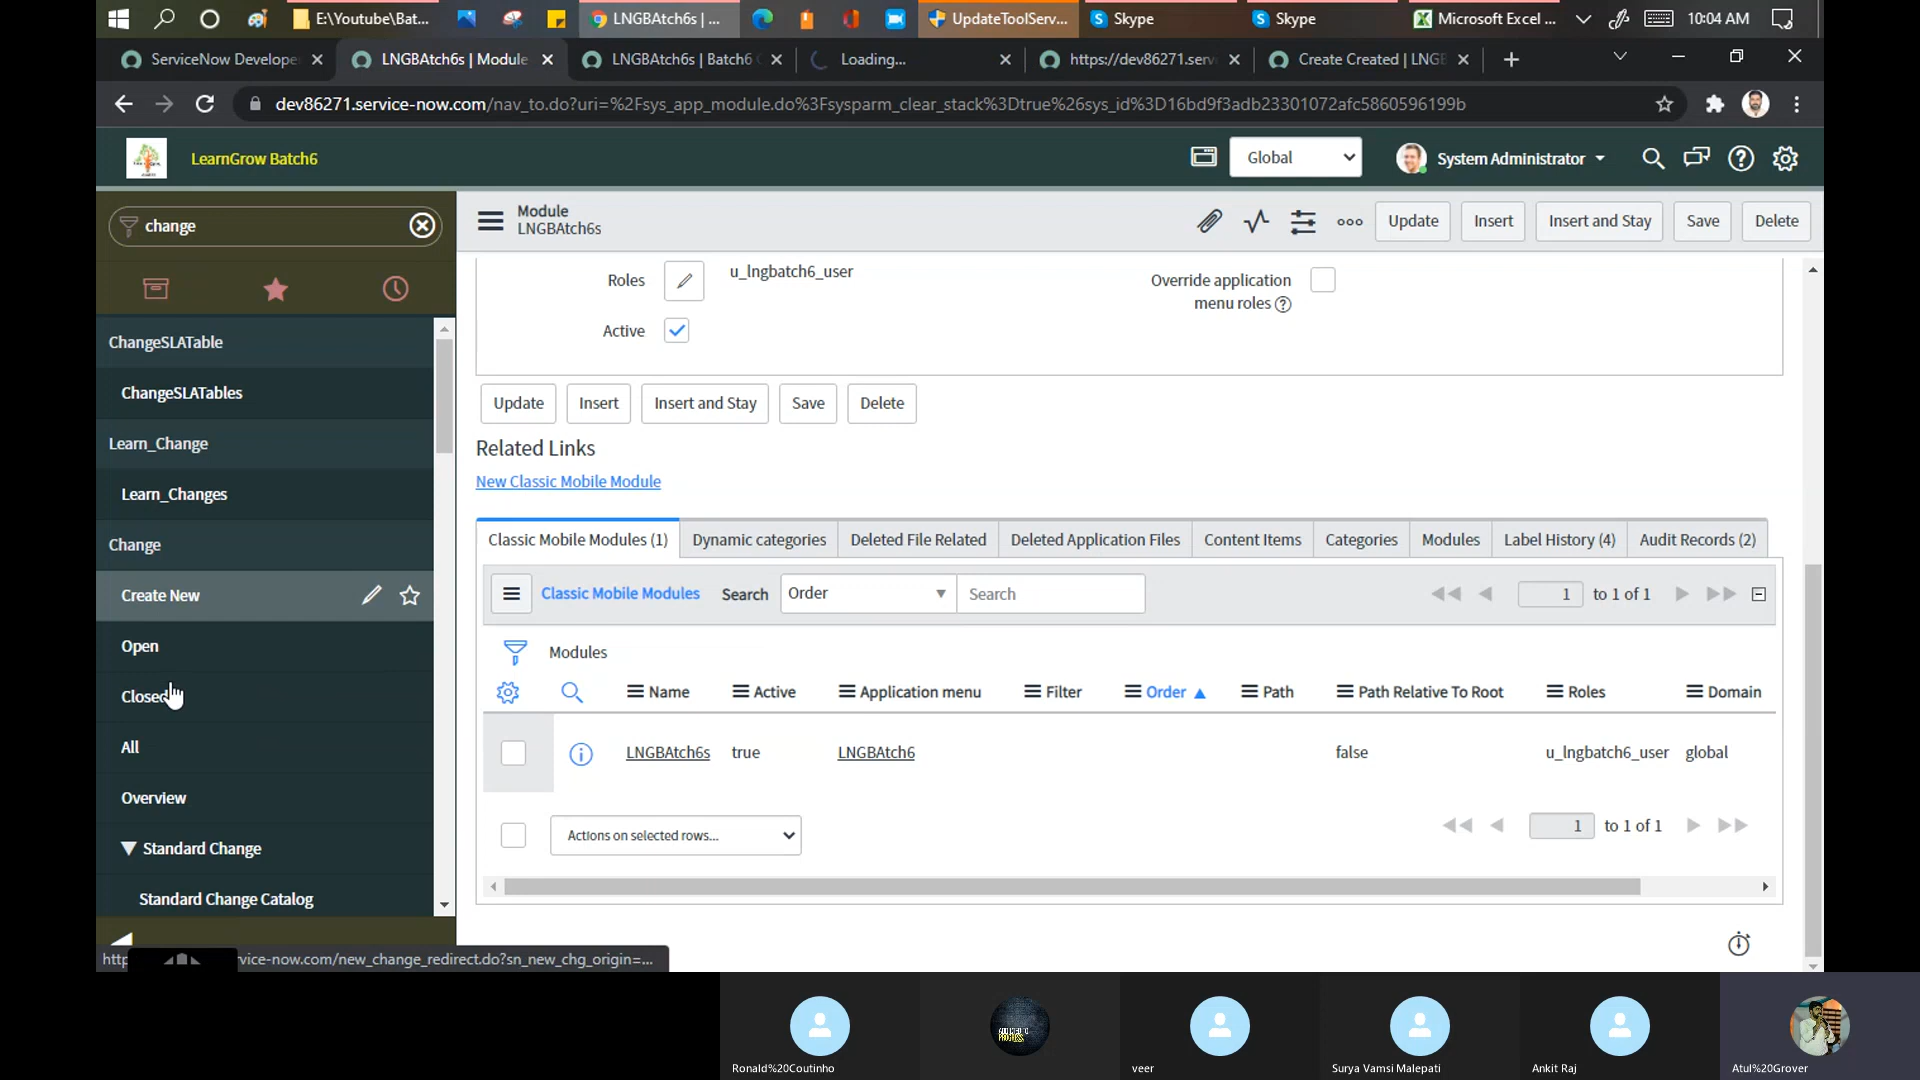 E:\Youtube\Bat...
LNGBAtch6s | ...
UpdateToolServ...
Skype
Skype
Microsoft Excel ...
10:04 AM
ServiceNow Develope
LNGBAtch6s | Module
LNGBAtch6s | Batch6
Loading...
https://dev86271.serv
Create Created | LNGB
dev86271.service-now.com/nav_to.do?uri=%2Fsys_app_module.do%3Fsysparm_clear_stack%3Dtrue%26sys_id%3D16bd9f3adb23301072afc5860596199b
LearnGrow Batch6
Global
System Administrator
change
Module
LNGBAtch6s
Update
Insert
Insert and Stay
Save
Delete
ChangeSLATable
ChangeSLATables
Learn_Change
Learn_Changes
Change
Create New
Open
Closed
All
Overview
Standard Change
Standard Change Catalog
Roles
u_lngbatch6_user
Override application
menu roles
Active
Update
Insert
Insert and Stay
Save
Delete
Related Links
New Classic Mobile Module
Classic Mobile Modules (1)
Dynamic categories
Deleted File Related
Deleted Application Files
Content Items
Categories
Modules
Label History (4)
Audit Records (2)
Classic Mobile Modules
Search
Order
Search
1 to 1 of 1
Modules
Name
Active
Application menu
Filter
Order
Path
Path Relative To Root
Roles
Domain
LNGBAtch6s
true
LNGBAtch6
false
u_lngbatch6_user
global
Actions on selected rows...
1 to 1 of 1
http
rvice-now.com/new_change_redirect.do?sn_new_chg_origin=...
Ronald%20Coutinho
veer
Surya Vamsi Malepati
Ankit Raj
Atul%20Grover